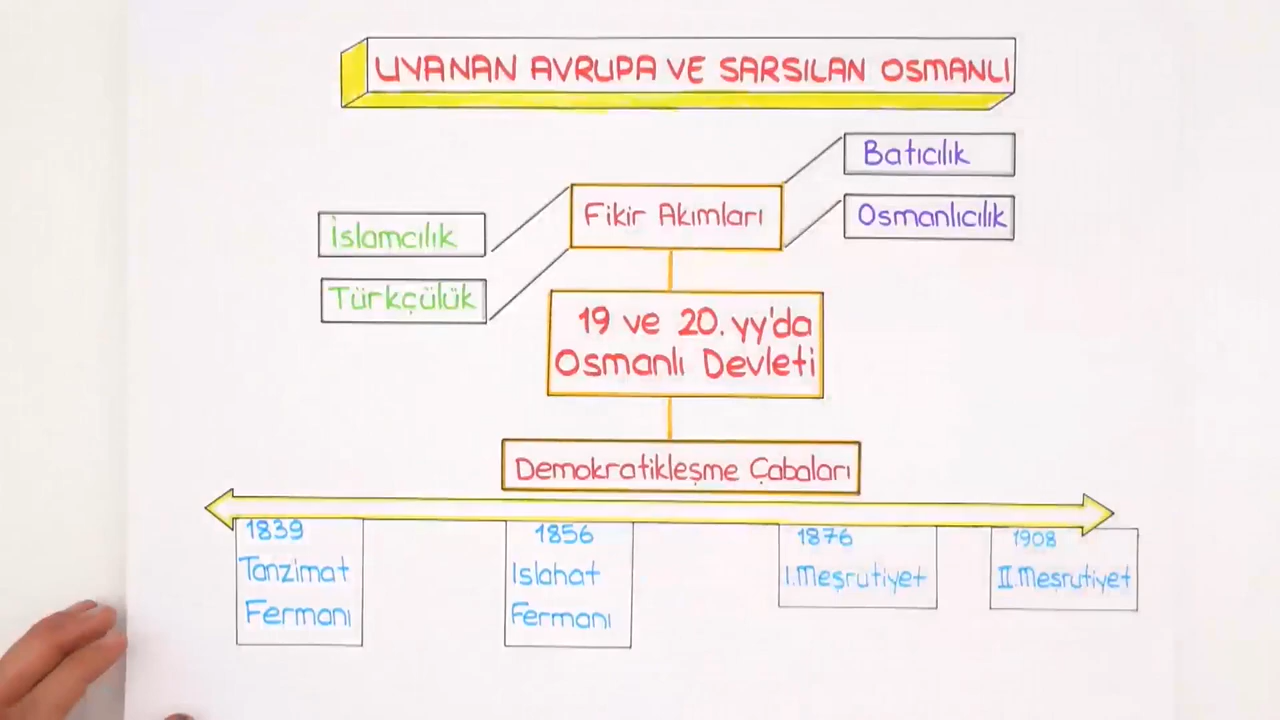 UYANAN AVRUPA VE SARSILAN OSMANLI
Batıcılık
Fikir Akımları
Osmanlıcılık
İslamcılık
Türkçülük
19 ve 20. yy'da
Osmanlı Devleti
Demokratikleşme Çabaları
1839
Tanzimat
Fermanı
1856
Islahat
Fermanı
1876
I.Meşrutiyet
1908
II.Meşrutiyet